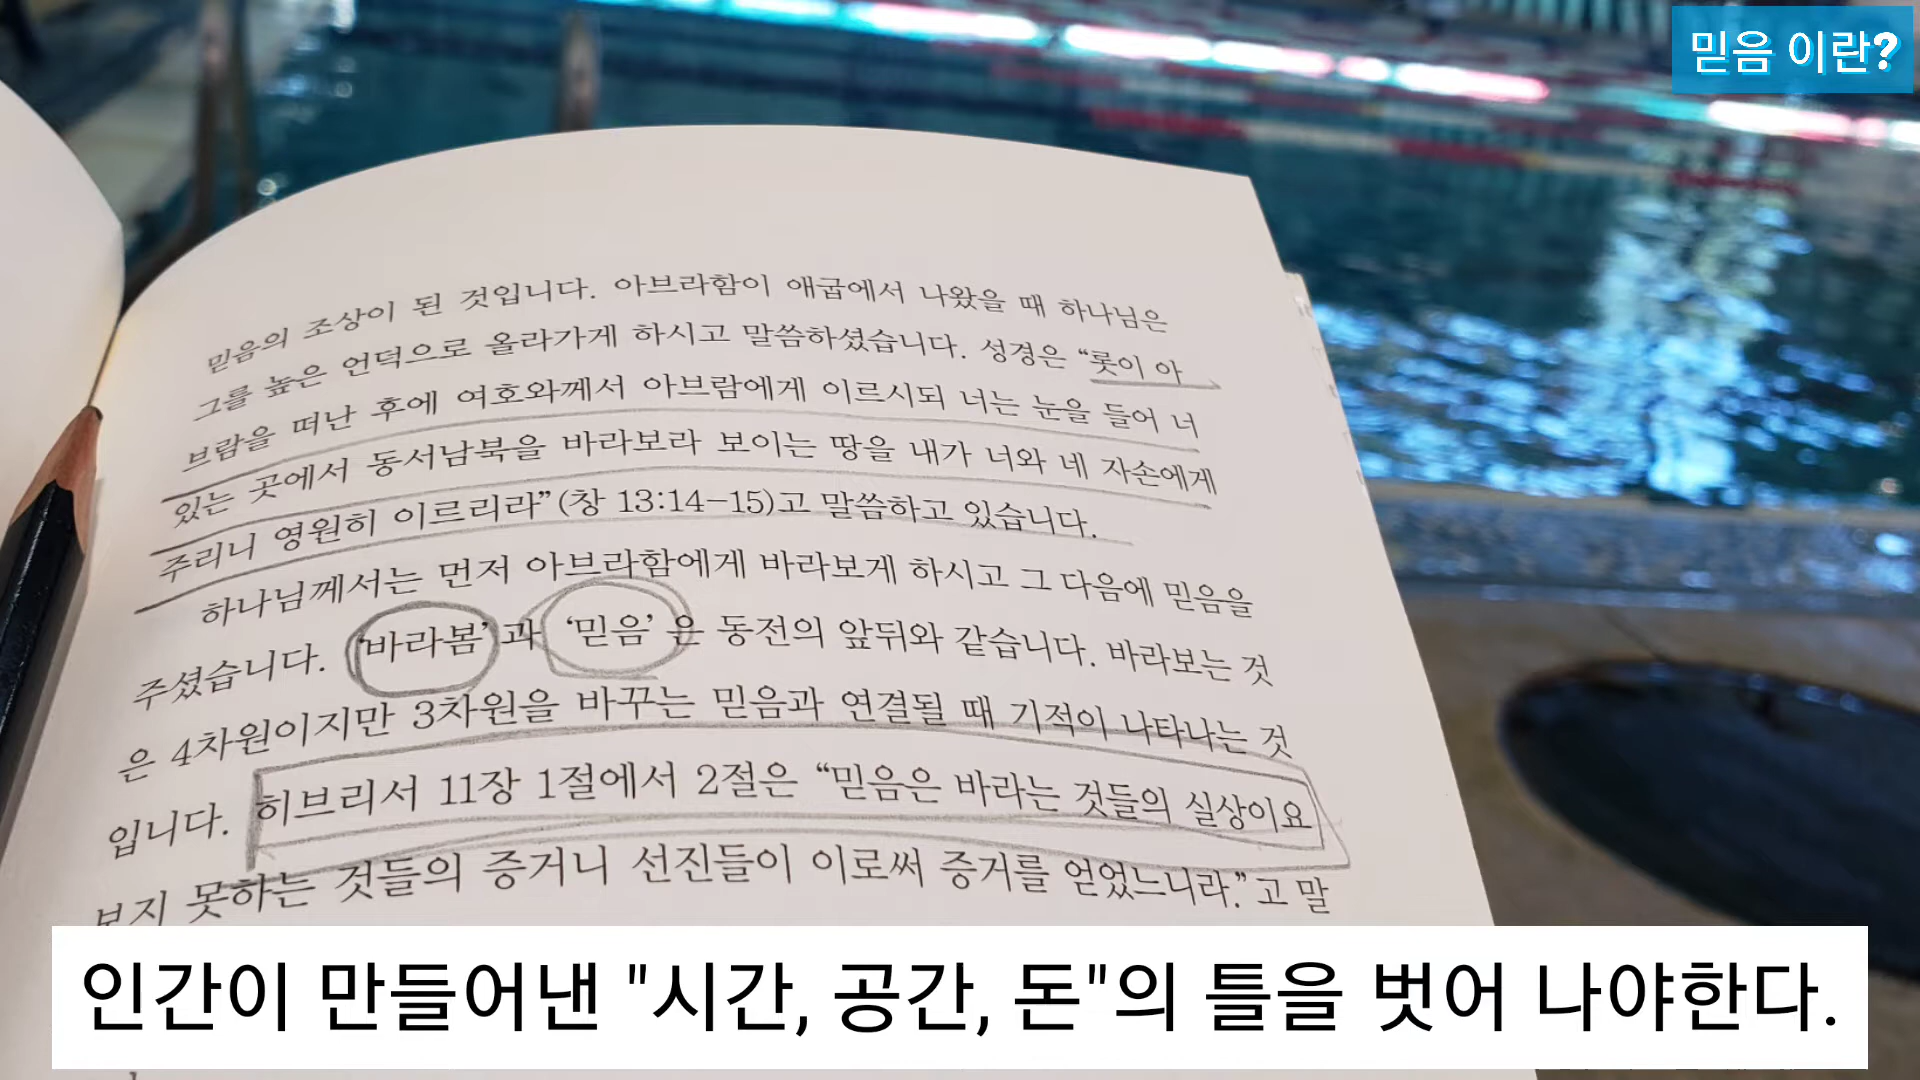 믿음 이란?
믿음의 조상이 된 것입니다. 아브라함이 애굽에서 나왔을 때 하나님은
그를 높은 언덕으로 올라가게 하시고 말씀하셨습니다. 성경은 “롯이 아
브람을 떠난 후에 여호와께서 아브람에게 이르시되 너는 눈을 들어 너
있는 곳에서 동서남북을 바라보라 보이는 땅을 내가 너와 네 자손에게
주리니 영원히 이르리라”(창 13:14-15)고 말씀하고 있습니다.
하나님께서는 먼저 아브라함에게 바라보게 하시고 그 다음에 믿음을
주셨습니다. ‘바라봄’과 ‘믿음’은 동전의 앞뒤와 같습니다. 바라보는 것
은 4차원이지만 3차원을 바꾸는 믿음과 연결될 때 기적이 나타나는 것
입니다. 히브리서 11장 1절에서 2절은 “믿음은 바라는 것들의 실상이요
보지 못하는 것들의 증거니 선진들이 이로써 증거를 얻었느니라.”고 말
인간이 만들어낸 "시간, 공간, 돈"의 틀을 벗어 나야한다.